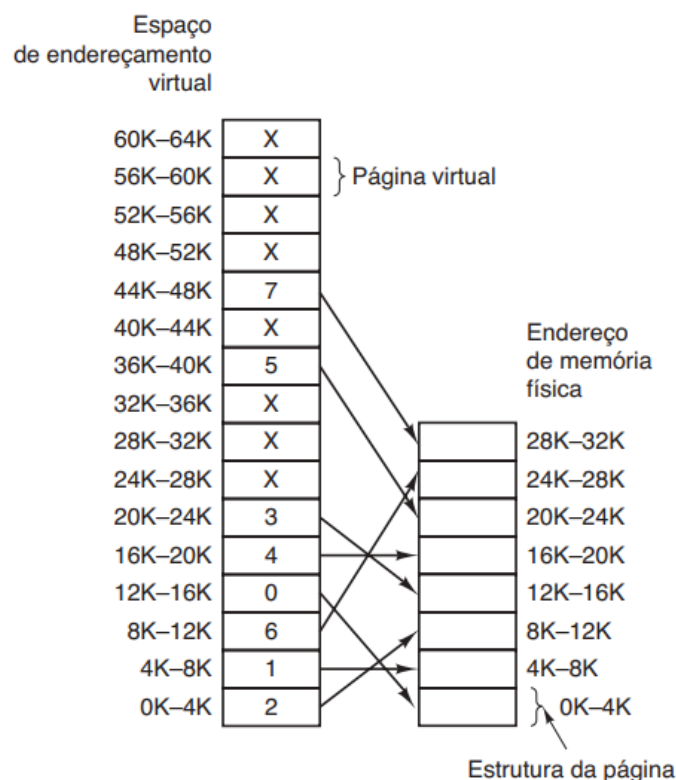 Espaço
de endereçamento
virtual
60K–64K X
56K–60K X Página virtual
52K–56K X
48K–52K X
44K–48K 7
40K–44K X
36K–40K 5
32K–36K X
28K–32K X
24K–28K X
20K–24K 3
16K–20K 4
12K–16K 0
8K–12K 6
4K–8K 1
0K–4K 2
Endereço
de memória
física
28K–32K
24K–28K
20K–24K
16K–20K
12K–16K
8K–12K
4K–8K
0K–4K
Estrutura da página